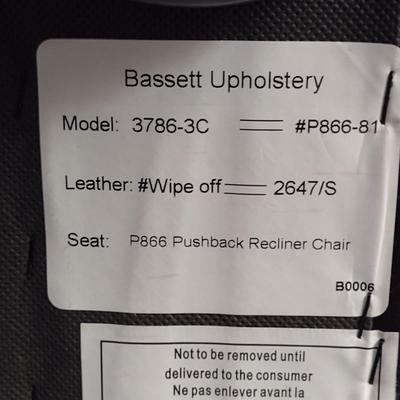 Bassett Upholstery
Model: 3786-3C #P866-81
Leather: #Wipe off 2647/S
Seat: P866 Pushback Recliner Chair
B0006
Not to be removed until
delivered to the consumer
Ne pas enlever avant la